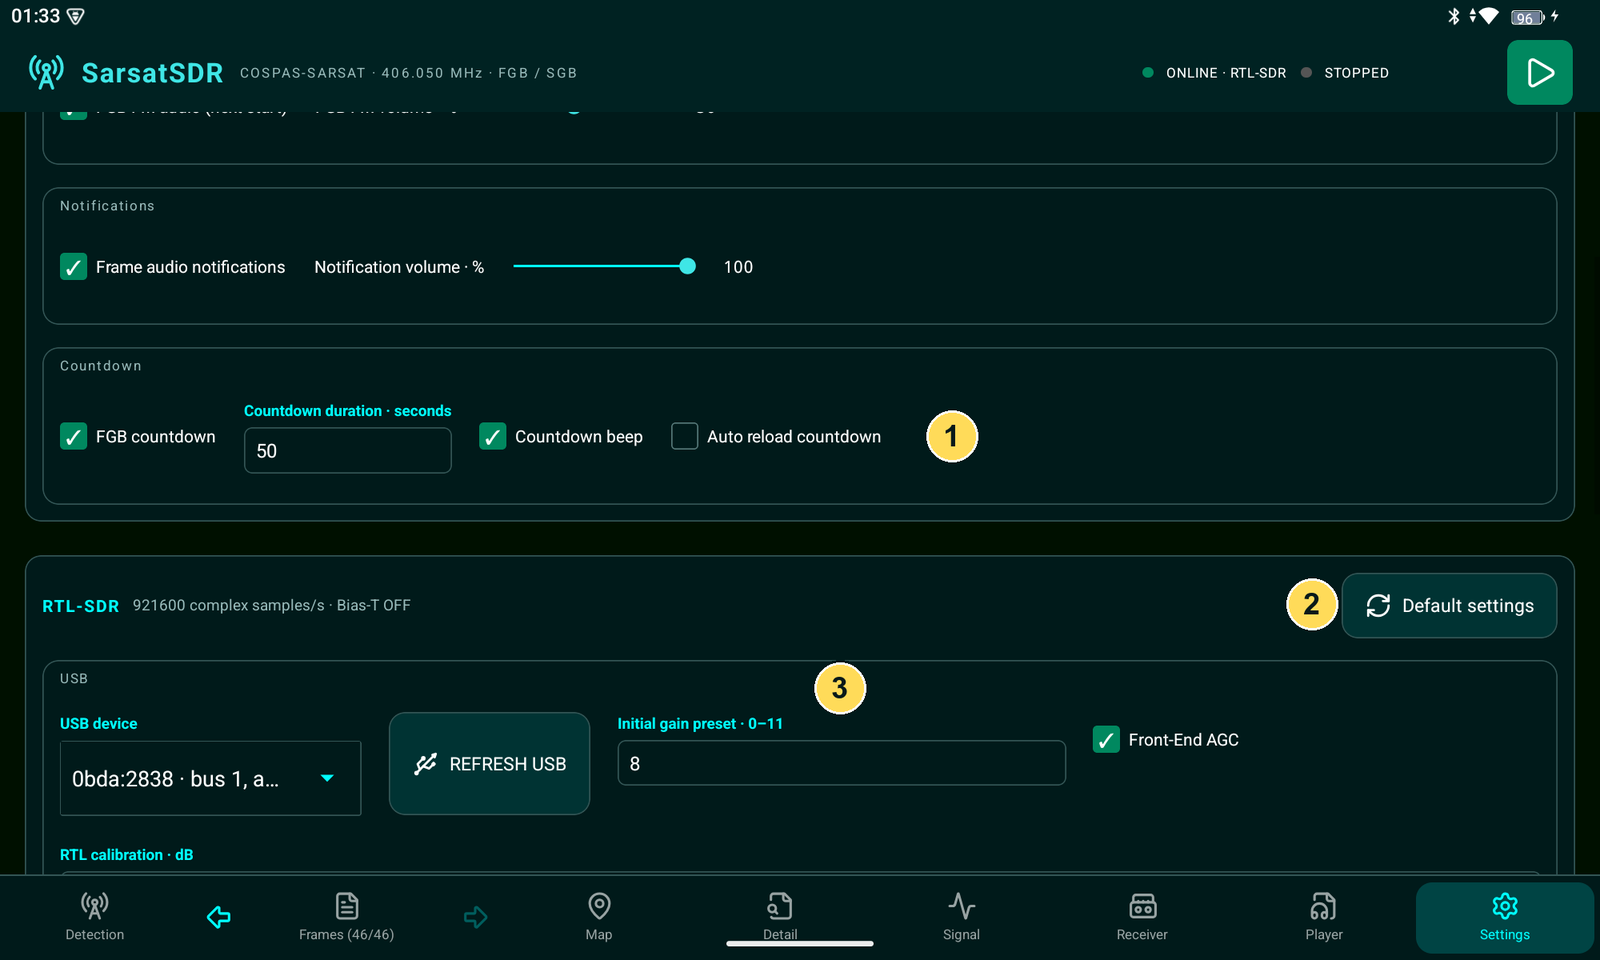 01:33
96
SarsatSDR COSPAS-SARSAT · 406.050 MHz · FGB / SGB
ONLINE · RTL-SDR STOPPED
Notifications
Frame audio notifications Notification volume · % 100
Countdown
Countdown duration · seconds
FGB countdown 50 Countdown beep Auto reload countdown 1
RTL-SDR 921600 complex samples/s · Bias-T OFF 2 Default settings
USB 3
USB device Initial gain preset · 0–11
0bda:2838 · bus 1, a... REFRESH USB 8 Front-End AGC
RTL calibration · dB
Detection Frames (46/46) Map Detail Signal Receiver Player Settings